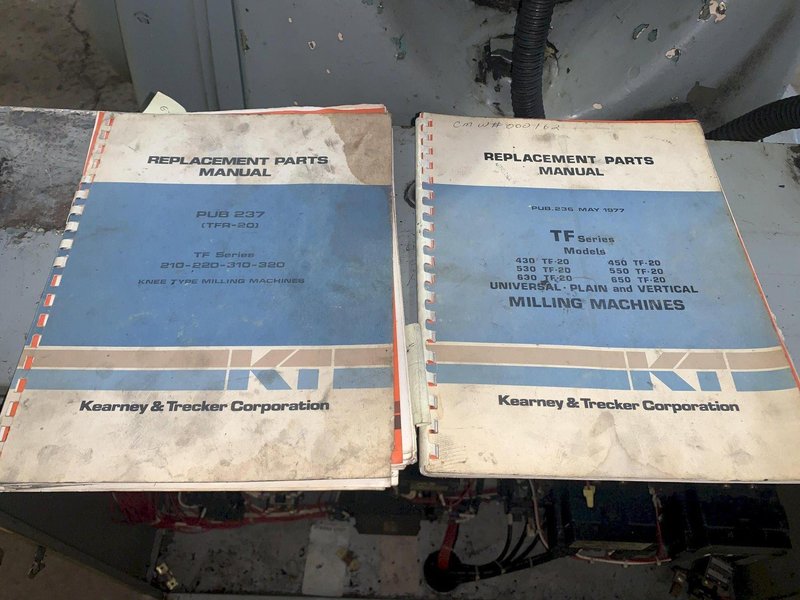 REPLACEMENT PARTS
MANUAL
PUB 237
(TFR-20)
TF Series
210-220-310-320
KNEE TYPE MILLING MACHINES
KT
Kearney & Trecker Corporation
CMW# 000162
REPLACEMENT PARTS
MANUAL
PUB. 236 MAY 1977
TF Series
Models
430 TF-20 450 TF-20
530 TF-20 550 TF-20
630 TF-20 650 TF-20
UNIVERSAL - PLAIN and VERTICAL
MILLING MACHINES
KT
Kearney & Trecker Corporation